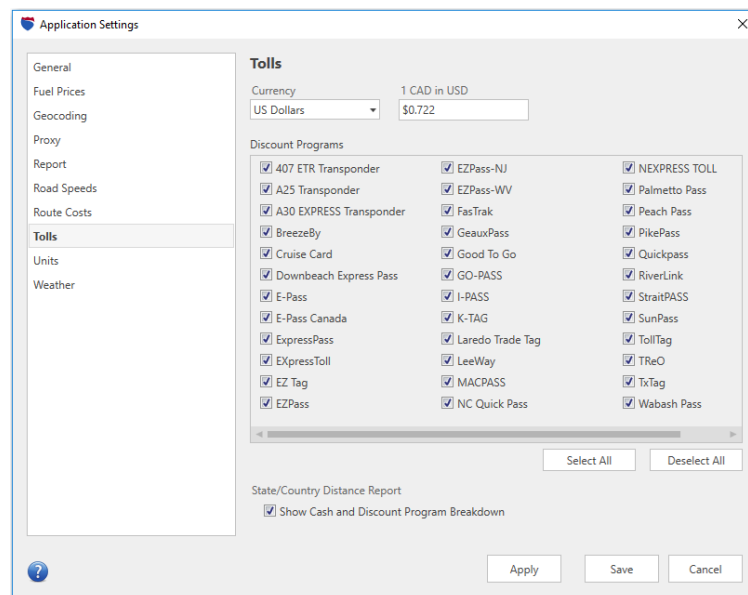 Application Settings
General
Fuel Prices
Geocoding
Proxy
Report
Road Speeds
Route Costs
Tolls
Units
Weather
Tolls
Currency 1 CAD in USD
US Dollars $0.722
Discount Programs
407 ETR Transponder EZPass-NJ NEXPRESS TOLL
A25 Transponder EZPass-WV Palmetto Pass
A30 EXPRESS Transponder FasTrak Peach Pass
BreezeBy GeauxPass PikePass
Cruise Card Good To Go Quickpass
Downbeach Express Pass GO-PASS RiverLink
E-Pass I-PASS StraitPASS
E-Pass Canada K-TAG SunPass
ExpressPass Laredo Trade Tag TollTag
EXpressToll LeeWay TReO
EZ Tag MACPASS TxTag
EZPass NC Quick Pass Wabash Pass
Select All Deselect All
State/Country Distance Report
Show Cash and Discount Program Breakdown
? Apply Save Cancel